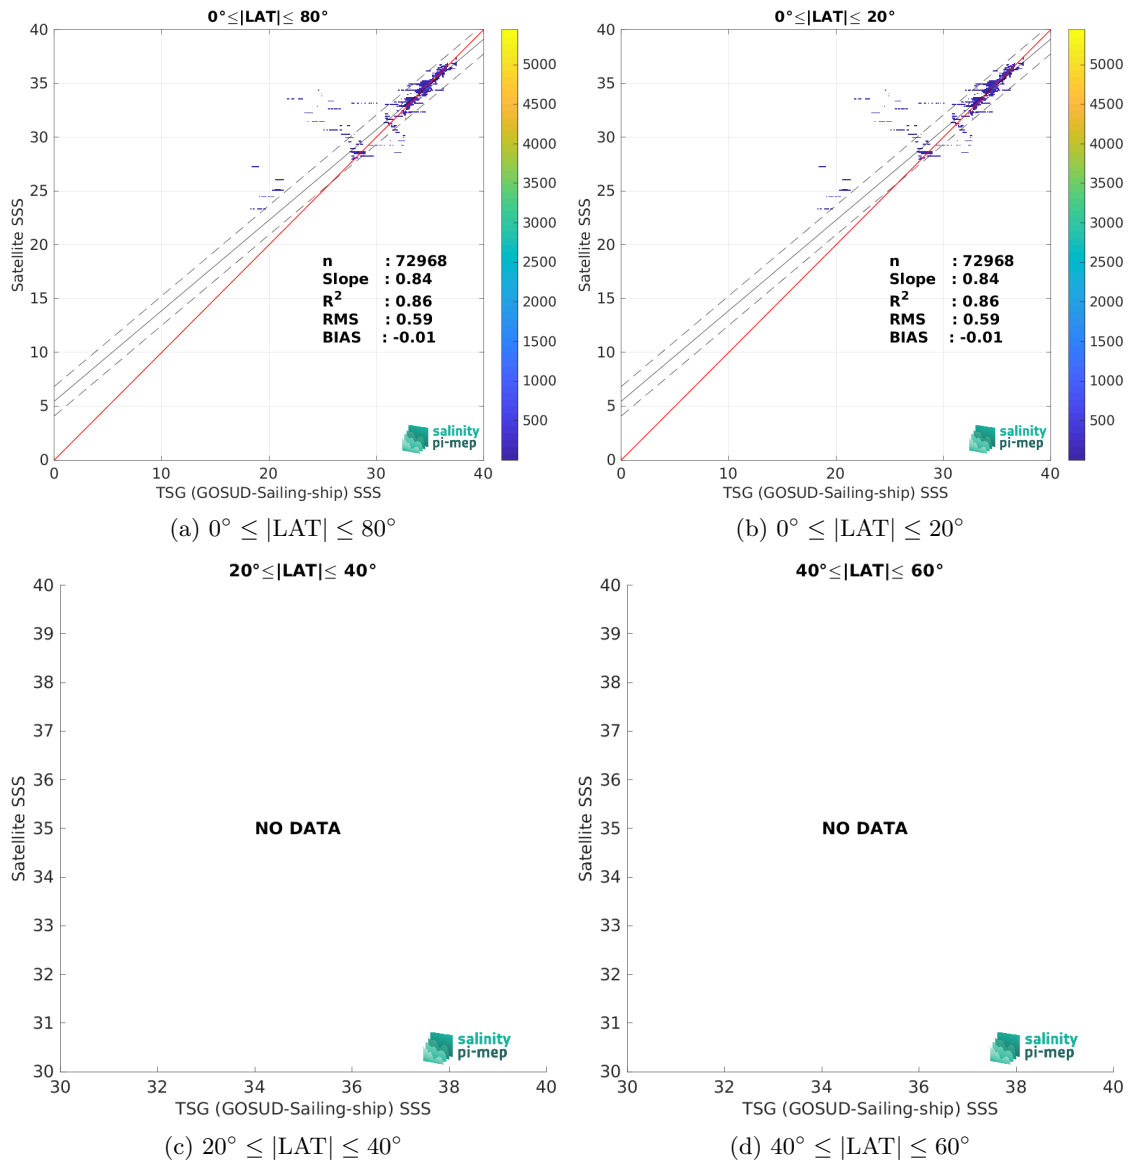 0°≤|LAT|≤ 80°
40
35
30
25
20
15
10
5
0
0
10
20
30
40
5000
4500
4000
3500
3000
2500
2000
1500
1000
500
Satellite SSS
TSG (GOSUD-Sailing-ship) SSS
n : 72968
Slope : 0.84
R² : 0.86
RMS : 0.59
BIAS : -0.01
salinity
pi-mep
(a) 0° ≤ |LAT| ≤ 80°
0°≤|LAT|≤ 20°
40
35
30
25
20
15
10
5
0
0
10
20
30
40
5000
4500
4000
3500
3000
2500
2000
1500
1000
500
Satellite SSS
TSG (GOSUD-Sailing-ship) SSS
n : 72968
Slope : 0.84
R² : 0.86
RMS : 0.59
BIAS : -0.01
salinity
pi-mep
(b) 0° ≤ |LAT| ≤ 20°
20°≤|LAT|≤ 40°
40
39
38
37
36
35
34
33
32
31
30
30
32
34
36
38
40
Satellite SSS
NO DATA
TSG (GOSUD-Sailing-ship) SSS
salinity
pi-mep
(c) 20° ≤ |LAT| ≤ 40°
40°≤|LAT|≤ 60°
40
39
38
37
36
35
34
33
32
31
30
30
32
34
36
38
40
Satellite SSS
NO DATA
TSG (GOSUD-Sailing-ship) SSS
salinity
pi-mep
(d) 40° ≤ |LAT| ≤ 60°